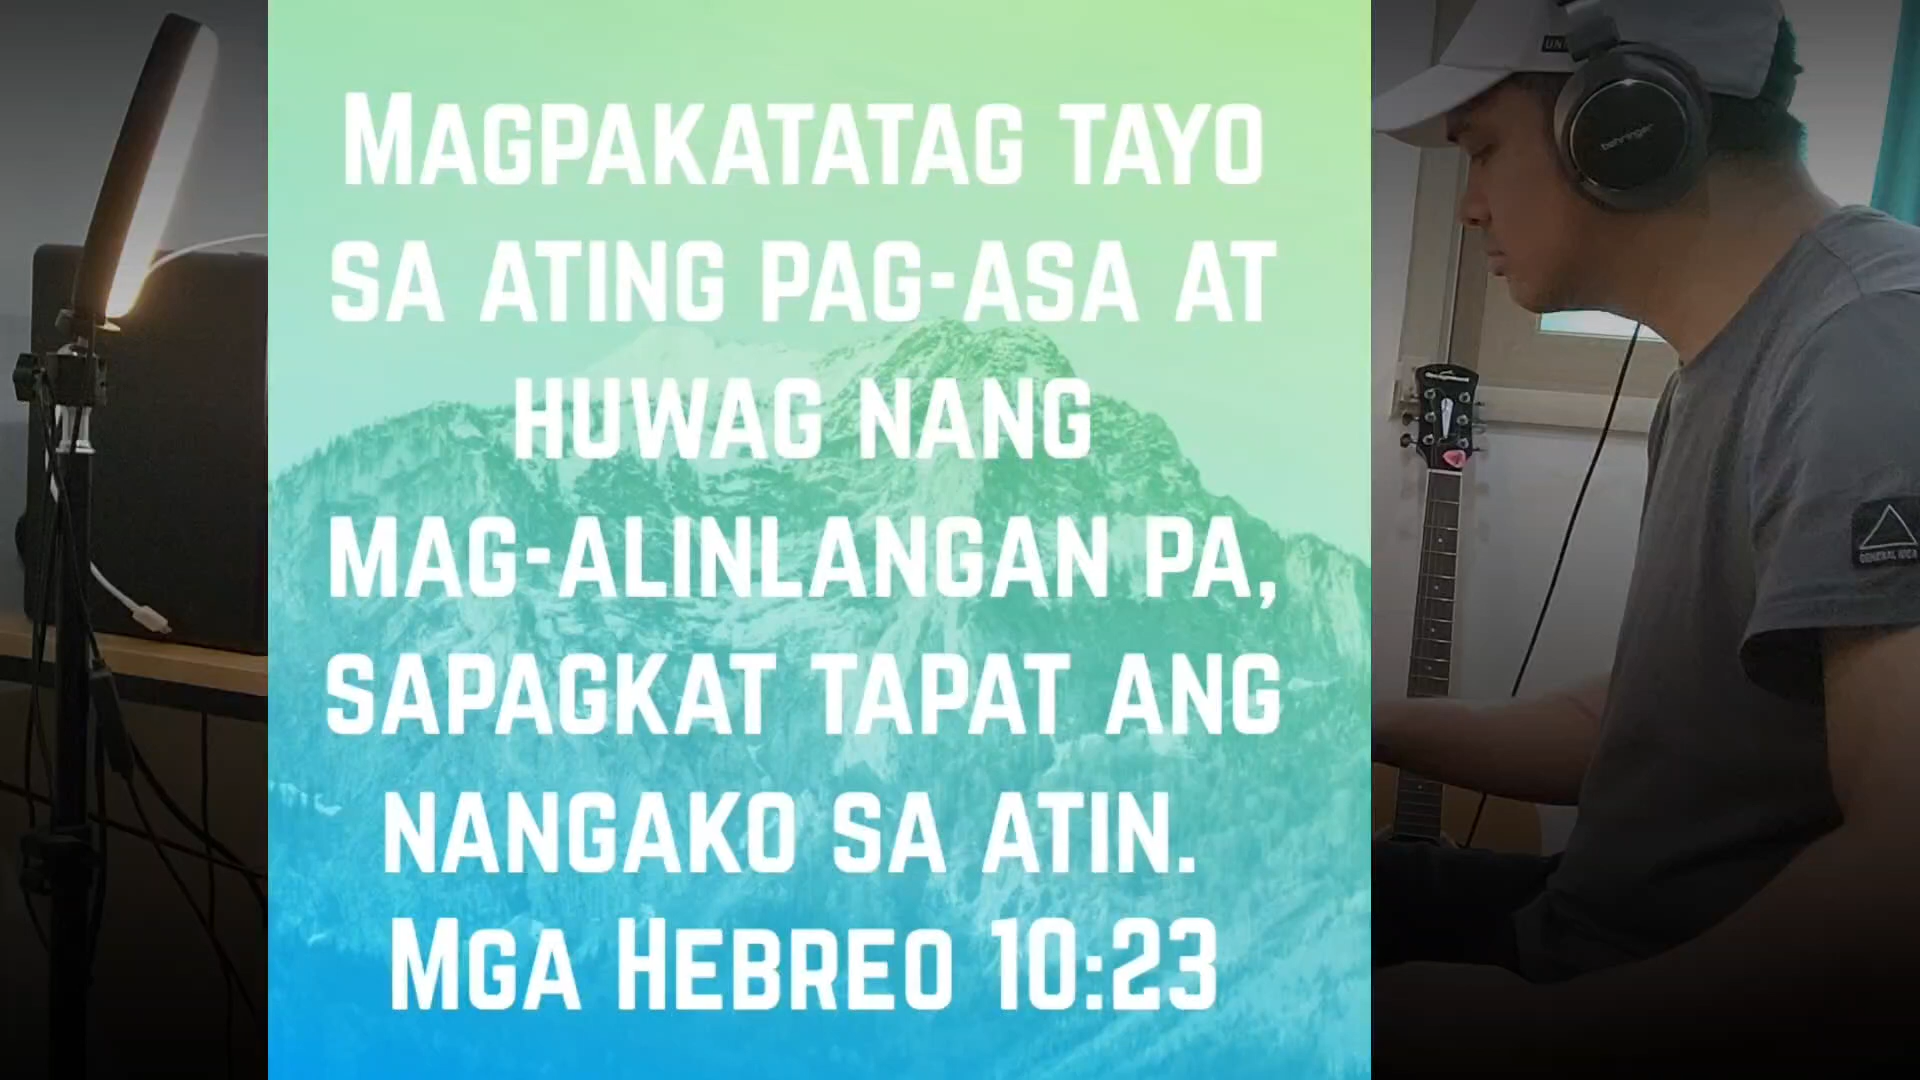 Magpakatatag tayo
sa ating pag-asa at
huwag nang
mag-alinlangan pa,
sapagkat tapat ang
nangako sa atin.
Mga Hebreo 10:23
behringer